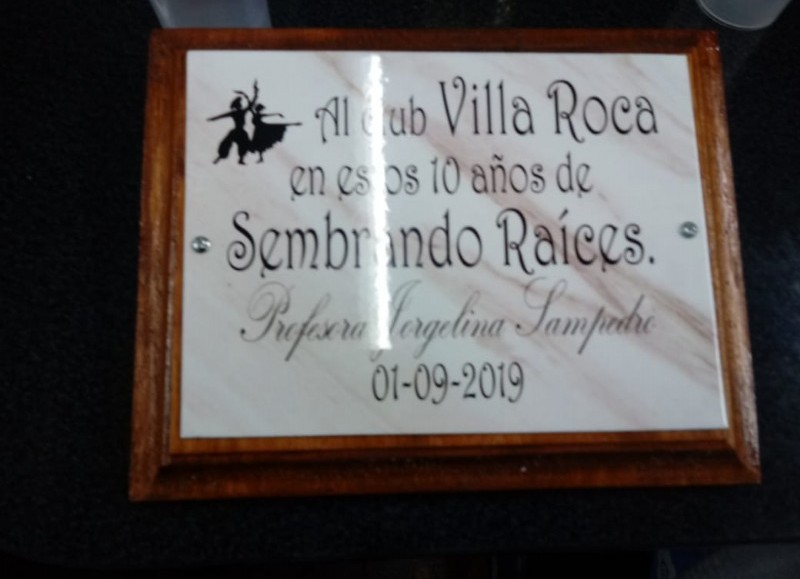 Al club Villa Roca
en estos 10 años de
Sembrando Raíces.
Profesora Jorgelina Sampedro
01-09-2019